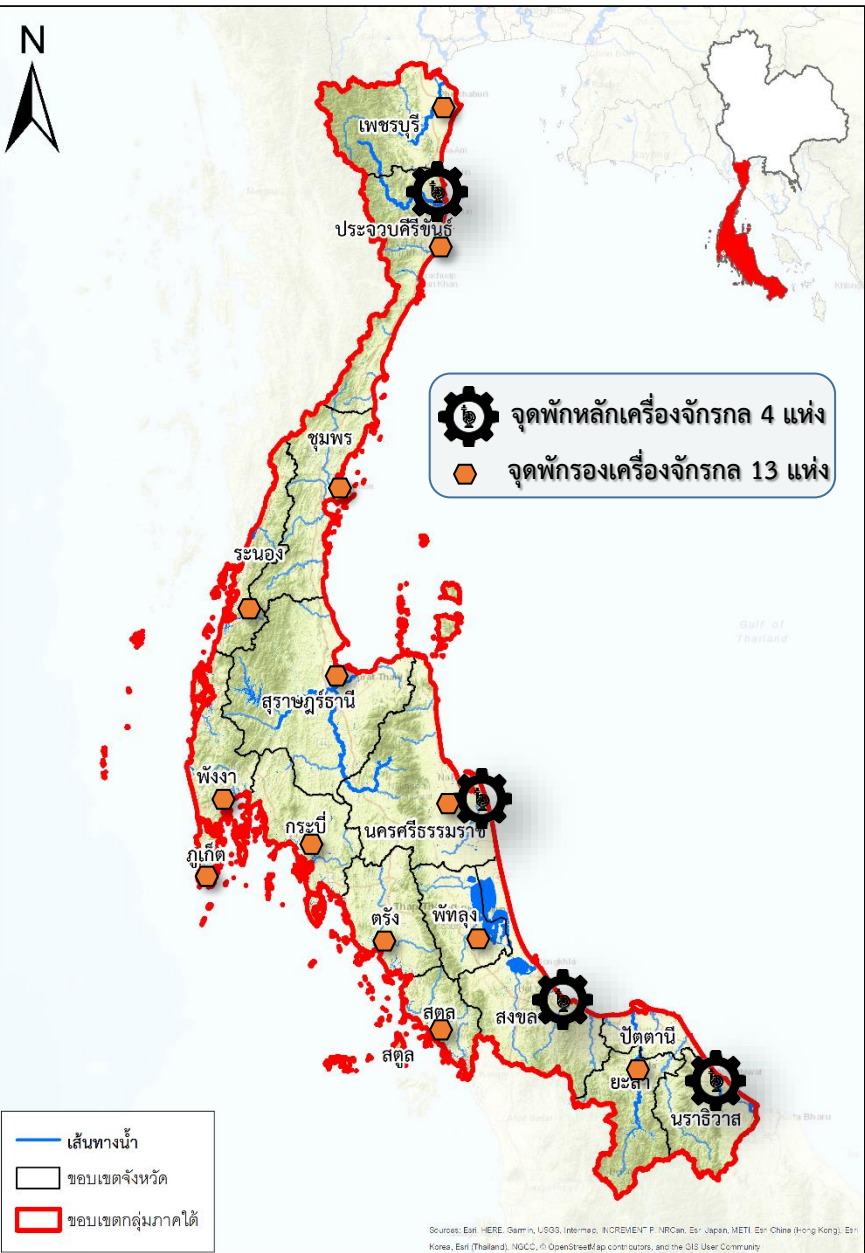 N
เพชรบุรี
ประจวบคีรีขันธ์
จุดพักหลักเครื่องจักรกล 4 แห่ง
จุดพักรองเครื่องจักรกล 13 แห่ง
ชุมพร
ระนอง
Gulf of
Thailand
สุราษฎร์ธานี
พังงา
กระบี่
นครศรีธรรมราช
ภูเก็ต
ตรัง
พัทลุง
สตูล
สงขล
สตูล
ปัตตานี
ยะลา
นราธิวาส
เส้นทางน้ำ
ขอบเขตจังหวัด
ขอบเขตกลุ่มภาคใต้
Sources: Esri, HERE, Garmin, USGS, Intermap, INCREMENT P, NRCan, Esri Japan, METI, Esri China (Hong Kong), Esri
Korea, Esri (Thailand), NGCC, © OpenStreetMap contributors, and the GIS User Community